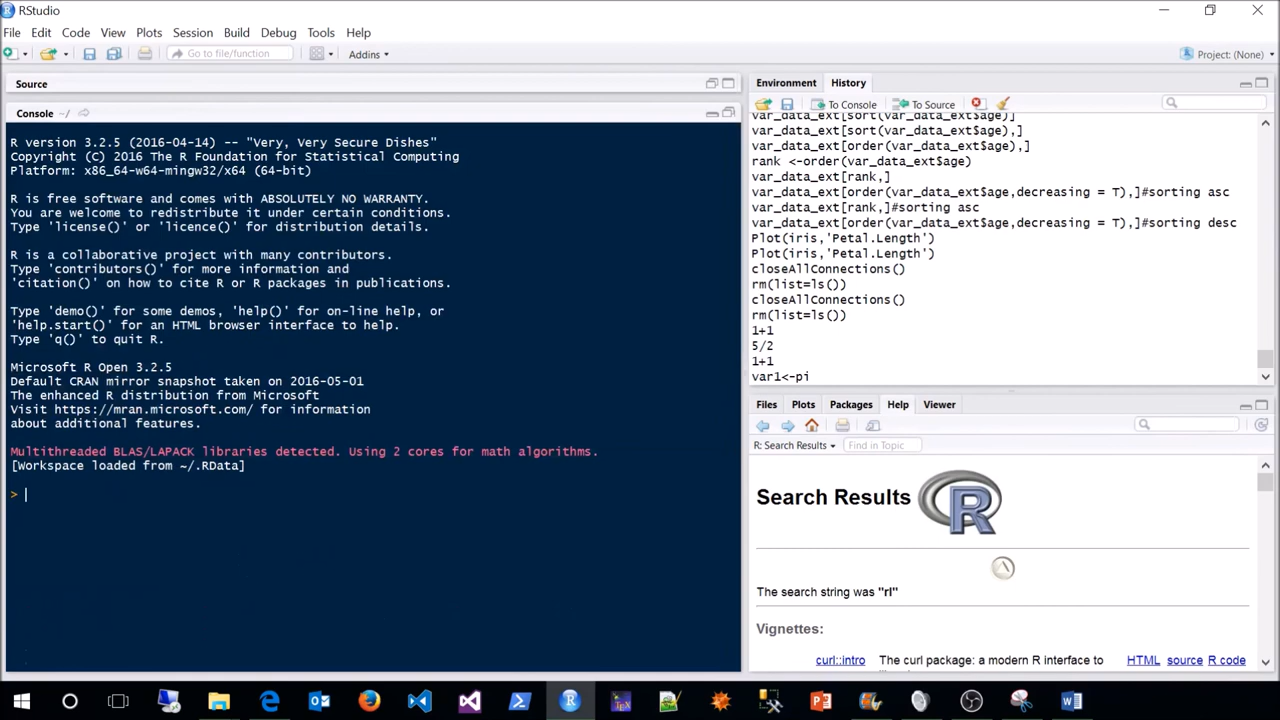 RStudio
File Edit Code View Plots Session Build Debug Tools Help
Go to file/function Addins Project: (None)
Source
Console ~/
R version 3.2.5 (2016-04-14) -- "Very, Very Secure Dishes"
Copyright (C) 2016 The R Foundation for Statistical Computing
Platform: x86_64-w64-mingw32/x64 (64-bit)
R is free software and comes with ABSOLUTELY NO WARRANTY.
You are welcome to redistribute it under certain conditions.
Type 'license()' or 'licence()' for distribution details.
R is a collaborative project with many contributors.
Type 'contributors()' for more information and
'citation()' on how to cite R or R packages in publications.
Type 'demo()' for some demos, 'help()' for on-line help, or
'help.start()' for an HTML browser interface to help.
Type 'q()' to quit R.
Microsoft R Open 3.2.5
Default CRAN mirror snapshot taken on 2016-05-01
The enhanced R distribution from Microsoft
Visit https://mran.microsoft.com/ for information
about additional features.
Multithreaded BLAS/LAPACK libraries detected. Using 2 cores for math algorithms.
[Workspace loaded from ~/.RData]
>
Environment History
To Console To Source
var_data_ext[sort(var_data_ext$age)]
var_data_ext[sort(var_data_ext$age),]
var_data_ext[order(var_data_ext$age),]
rank <-order(var_data_ext$age)
var_data_ext[rank,]
var_data_ext[order(var_data_ext$age,decreasing = T),]#sorting asc
var_data_ext[rank,]#sorting asc
var_data_ext[order(var_data_ext$age,decreasing = T),]#sorting desc
Plot(iris,'Petal.Length')
Plot(iris,'Petal.Length')
closeAllConnections()
rm(list=ls())
closeAllConnections()
rm(list=ls())
1+1
5/2
1+1
var1<-pi
Files Plots Packages Help Viewer
R: Search Results Find in Topic
Search Results R
The search string was "rl"
Vignettes:
curl::intro The curl package: a modern R interface to HTML source R code